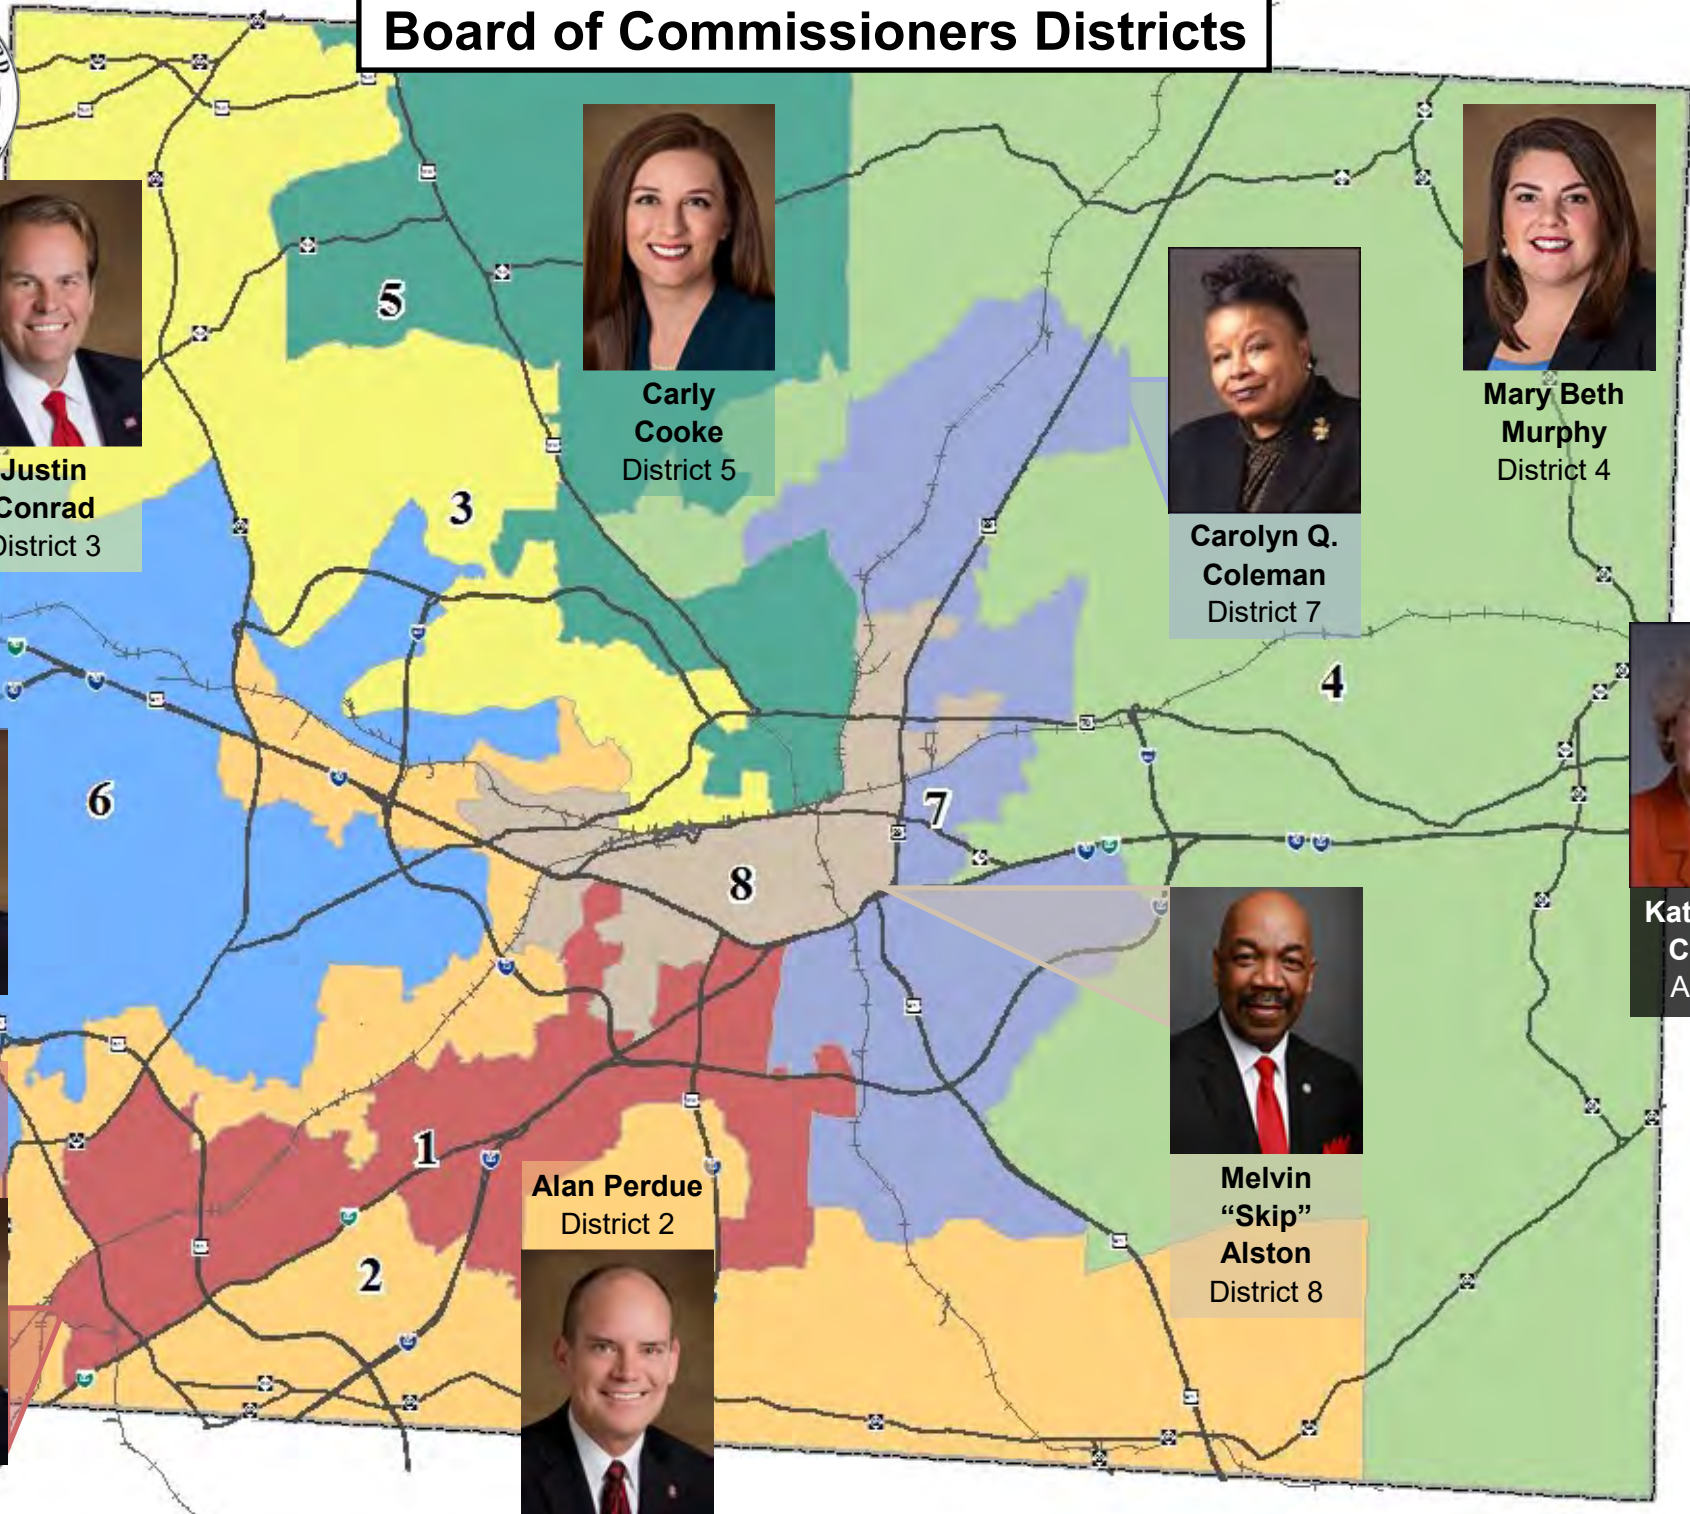 Board of Commissioners Districts
5
Carly
Cooke
District 5
Mary Beth
Murphy
District 4
Justin
Conrad
District 3
3
Carolyn Q.
Coleman
District 7
4
6
7
8
Kat
C
A
1
Alan Perdue
District 2
2
Melvin
“Skip”
Alston
District 8